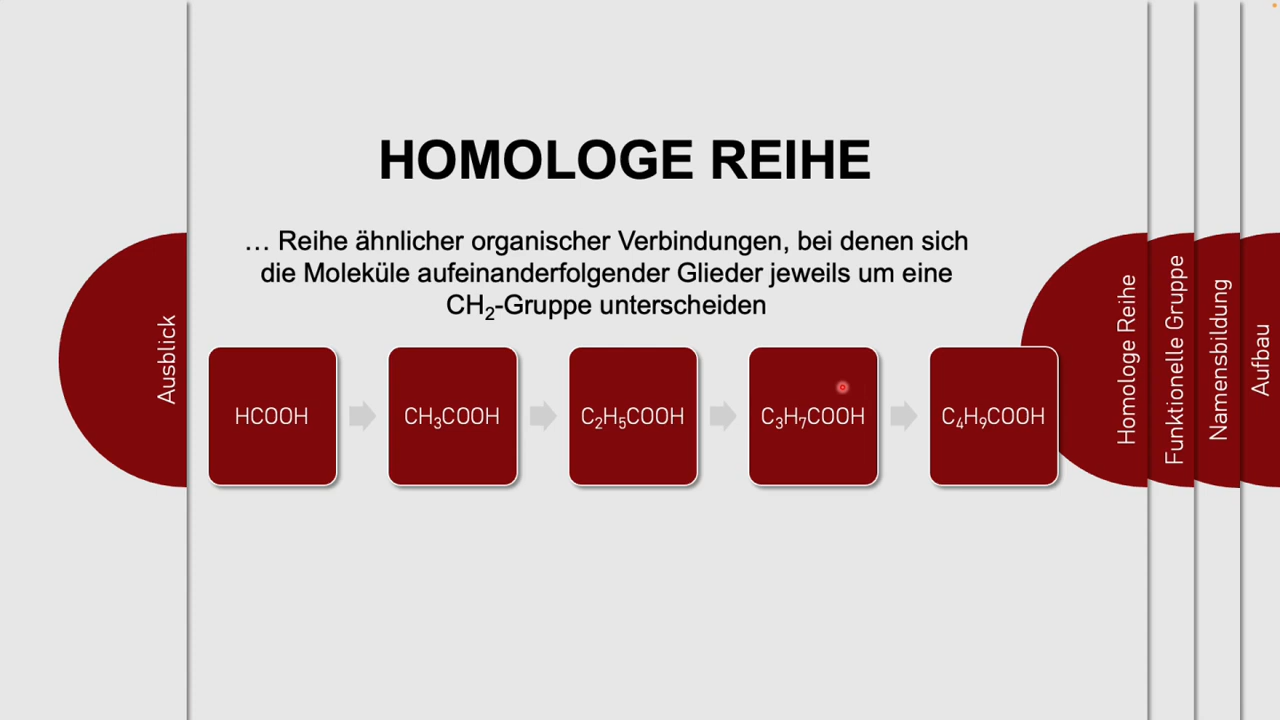 HOMOLOGE REIHE
… Reihe ähnlicher organischer Verbindungen, bei denen sich
die Moleküle aufeinanderfolgender Glieder jeweils um eine
CH₂-Gruppe unterscheiden
Ausblick
HCOOH
CH₃COOH
C₂H₅COOH
C₃H₇COOH
C₄H₉COOH
Homologe Reihe
Funktionelle Gruppe
Namensbildung
Aufbau